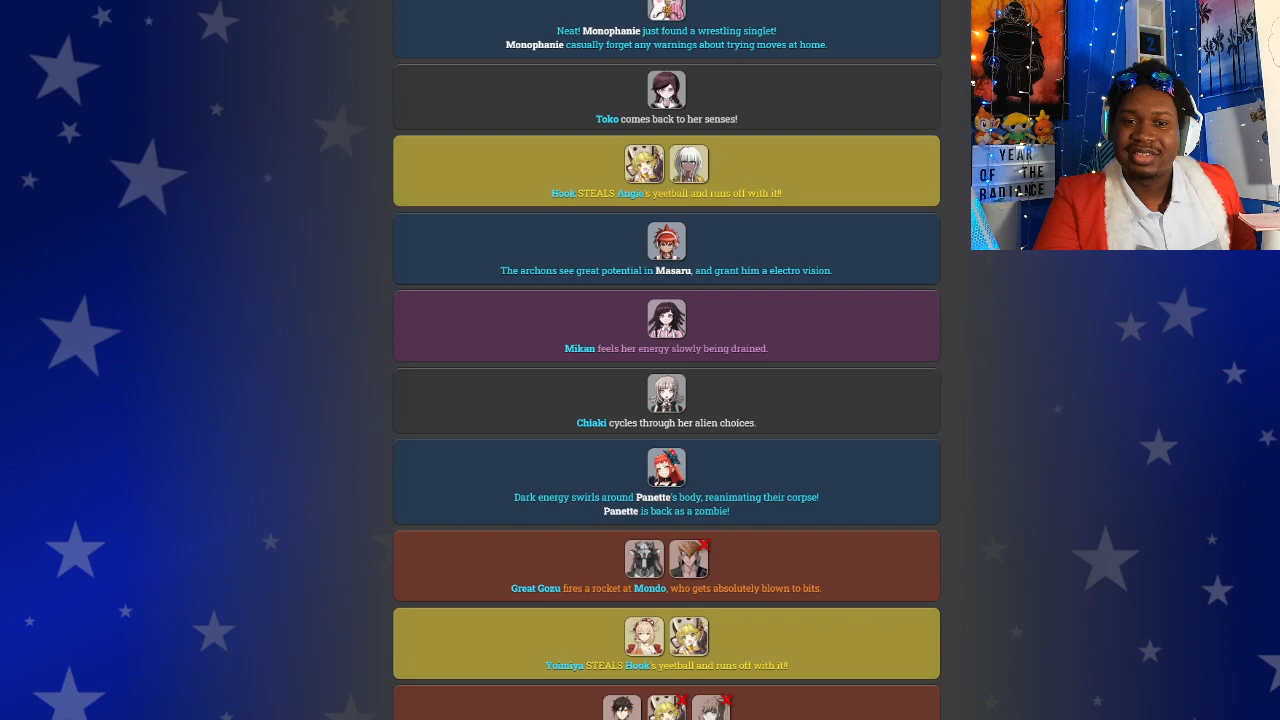 Neat! Monophanie just found a wrestling singlet!
Monophanie casually forget any warnings about trying moves at home.
Toko comes back to her senses!
Hook STEALS Angie's yeetball and runs off with it!!
The archons see great potential in Masaru, and grant him a electro vision.
Mikan feels her energy slowly being drained.
Chiaki cycles through her alien choices.
Dark energy swirls around Panette's body, reanimating their corpse!
Panette is back as a zombie!
Great Gozu fires a rocket at Mondo, who gets absolutely blown to bits.
Yoimiya STEALS Hook's yeetball and runs off with it!!
2
YEAR
OF THE
RADIANCE